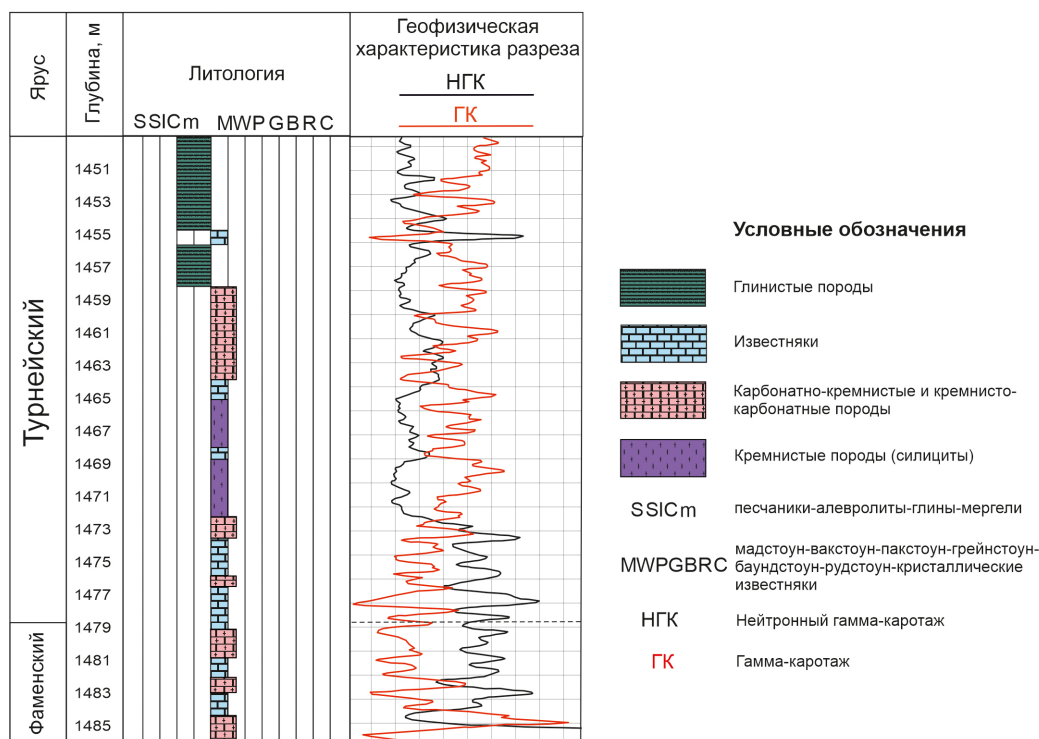 Ярус
Глубина, м
Литология
SSICm
MWPGBRC
Геофизическая
характеристика разреза
НГК
ГК
Турнейский
Фаменский
1451
1453
1455
1457
1459
1461
1463
1465
1467
1469
1471
1473
1475
1477
1479
1481
1483
1485
Условные обозначения
Глинистые породы
Известняки
Карбонатно-кремнистые и кремнисто-
карбонатные породы
Кремнистые породы (силициты)
SSICm песчаники-алевролиты-глины-мергели
MWPGBRC
мадстоун-вакстоун-пакстоун-грейнстоун-
баундстоун-рудстоун-кристаллические
известняки
НГК Нейтронный гамма-каротаж
ГК Гамма-каротаж